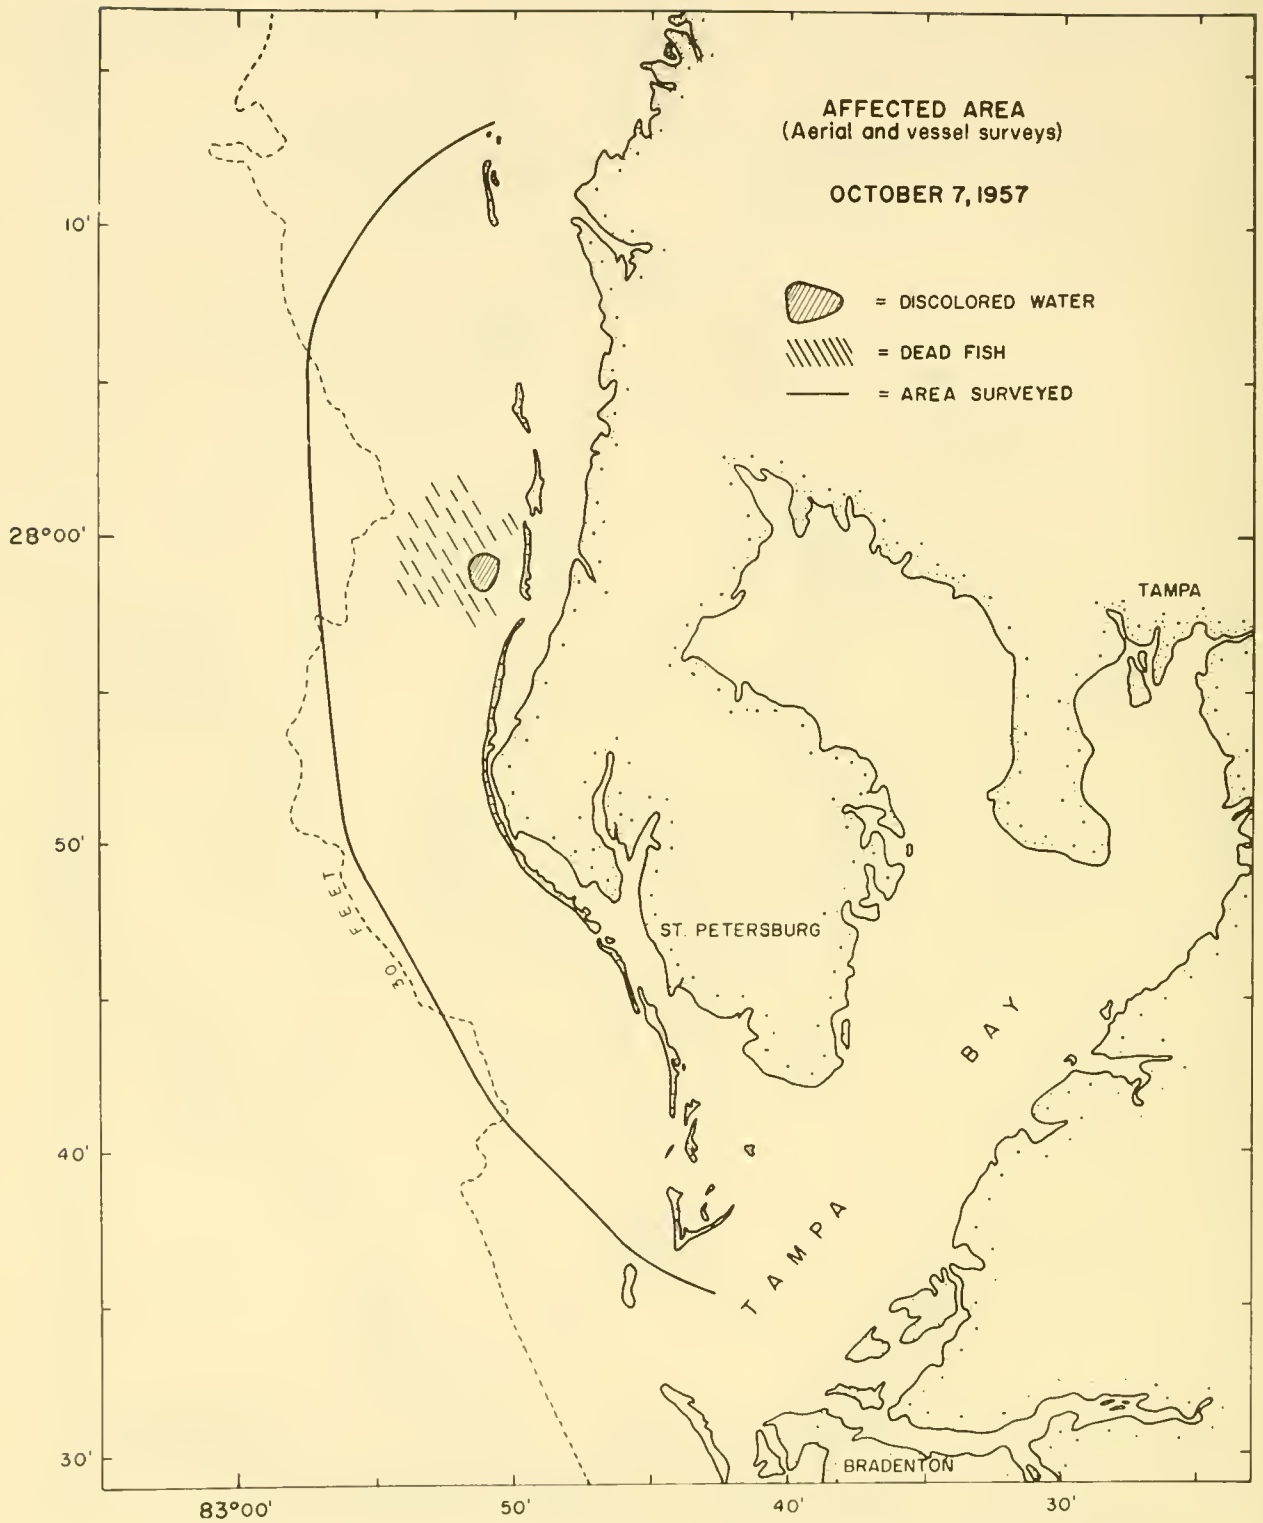 AFFECTED AREA
(Aerial and vessel surveys)
OCTOBER 7, 1957
= DISCOLORED WATER
= DEAD FISH
= AREA SURVEYED
10'
28°00'
50'
40'
30'
TAMPA
ST. PETERSBURG
30 FEET
TAMPA BAY
BRADENTON
83°00'
50'
40'
30'